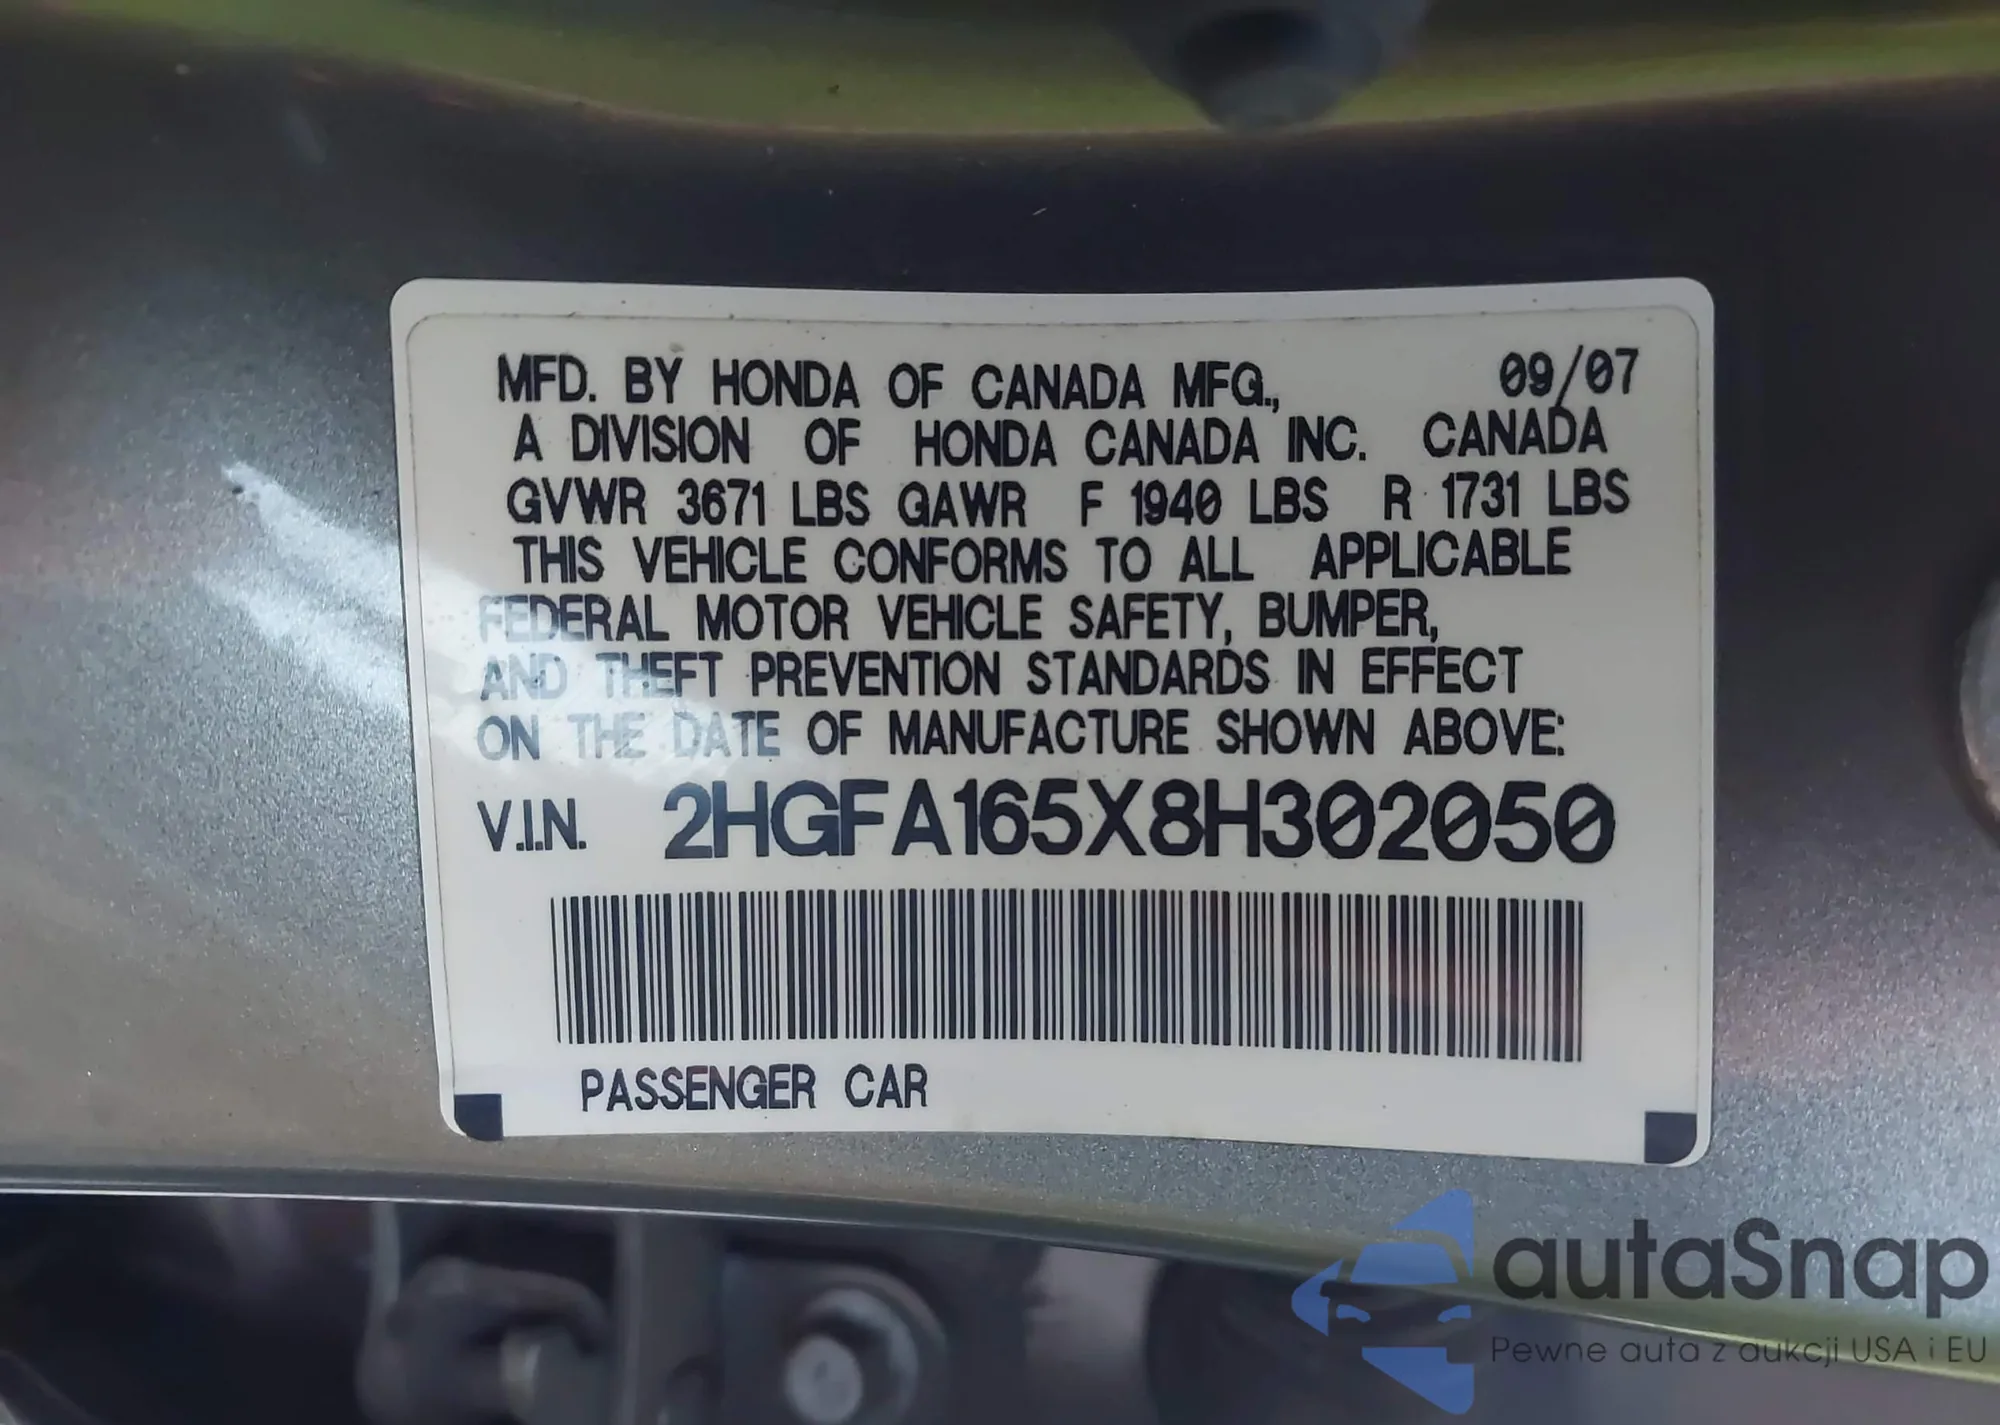 MFD. BY HONDA OF CANADA MFG., 09/07
A DIVISION OF HONDA CANADA INC. CANADA
GVWR 3671 LBS GAWR F 1940 LBS R 1731 LBS
THIS VEHICLE CONFORMS TO ALL APPLICABLE
FEDERAL MOTOR VEHICLE SAFETY, BUMPER,
AND THEFT PREVENTION STANDARDS IN EFFECT
ON THE DATE OF MANUFACTURE SHOWN ABOVE:
V.I.N. 2HGFA165X8H302050
PASSENGER CAR
autaSnap
Pewne auta z aukcji USA i EU